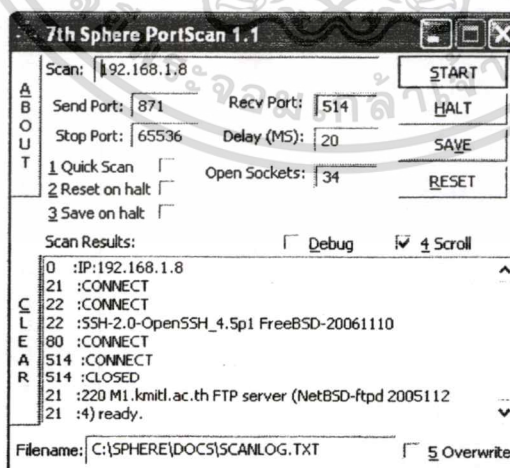 7th Sphere PortScan 1.1
Scan: 192.168.1.8
START
Send Port: 871 Recv Port: 514
HALT
Stop Port: 65536 Delay (MS): 20
SAVE
1 Quick Scan
Open Sockets: 34
RESET
2 Reset on halt
3 Save on halt
ABOUT
Scan Results: Debug 4 Scroll
0 :IP:192.168.1.8
21 :CONNECT
22 :CONNECT
22 :SSH-2.0-OpenSSH_4.5p1 FreeBSD-20061110
80 :CONNECT
514 :CONNECT
514 :CLOSED
21 :220 M1.kmitl.ac.th FTP server (NetBSD-ftpd 2005112
21 :4) ready.
CLEAR
Filename: C:\SPHERE\DOCS\SCANLOG.TXT 5 Overwrite